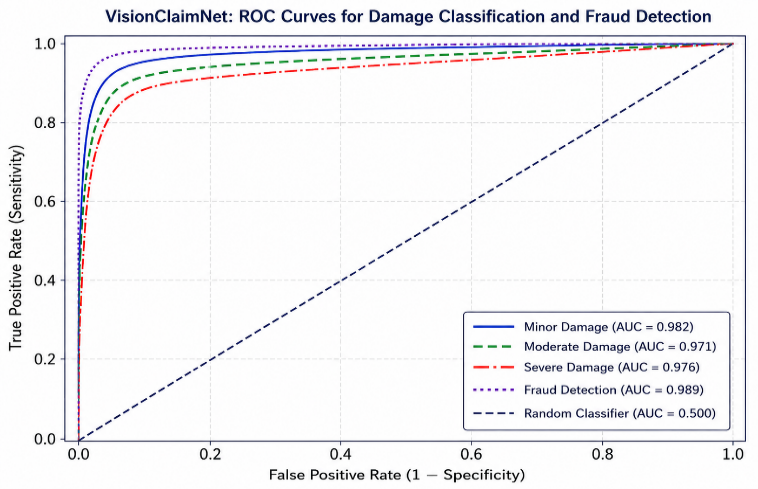 VisionClaimNet: ROC Curves for Damage Classification and Fraud Detection
True Positive Rate (Sensitivity)
1.0
0.8
0.6
0.4
0.2
0.0
Minor Damage (AUC = 0.982)
Moderate Damage (AUC = 0.971)
Severe Damage (AUC = 0.976)
Fraud Detection (AUC = 0.989)
Random Classifier (AUC = 0.500)
0.0 0.2 0.4 0.6 0.8 1.0
False Positive Rate (1 — Specificity)